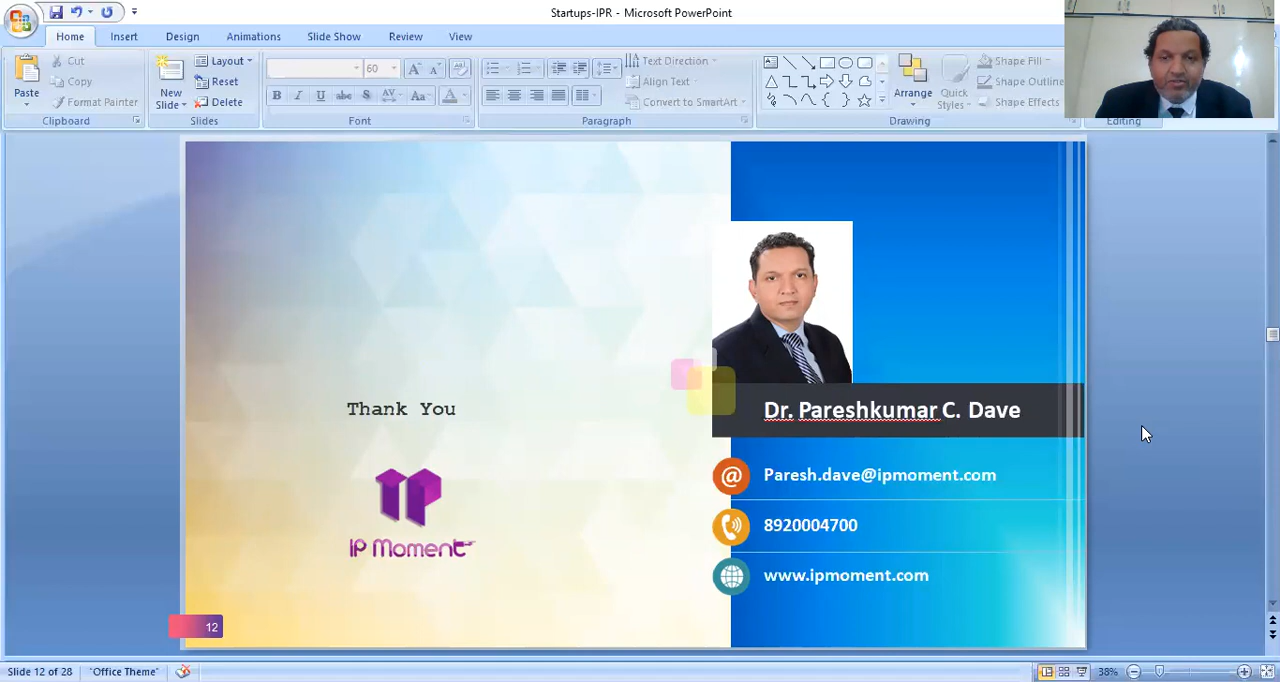 Startups-IPR - Microsoft PowerPoint
Home Insert Design Animations Slide Show Review View
Paste
Cut
Copy
Format Painter
Clipboard
New
Slide
Layout
Reset
Delete
Slides
60
B I U abc S AV Aa A
Font
Text Direction
Align Text
Convert to SmartArt
Paragraph
Arrange
Quick
Styles
Shape Fill
Shape Outline
Shape Effects
Drawing
Editing
Thank You
IP Moment
Dr. Pareshkumar C. Dave
@ Paresh.dave@ipmoment.com
8920004700
www.ipmoment.com
12
Slide 12 of 28 "Office Theme" 38%